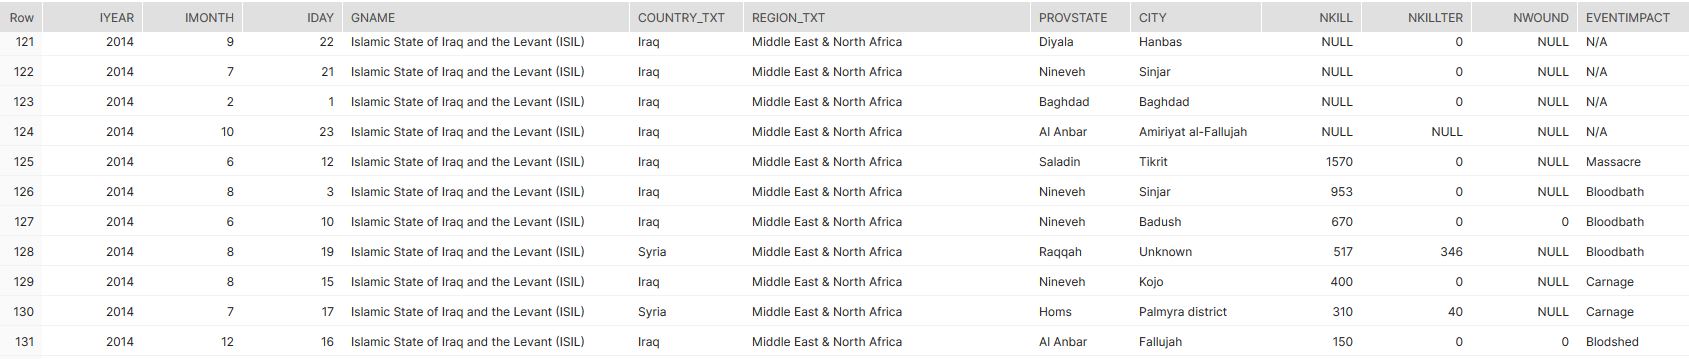 Row IYEAR IMONTH IDAY GNAME COUNTRY_TXT REGION_TXT PROVSTATE CITY NKILL NKILLTER NWOUND EVENTIMPACT
121 2014 9 22 Islamic State of Iraq and the Levant (ISIL) Iraq Middle East & North Africa Diyala Hanbas NULL 0 NULL N/A
122 2014 7 21 Islamic State of Iraq and the Levant (ISIL) Iraq Middle East & North Africa Nineveh Sinjar NULL 0 NULL N/A
123 2014 2 1 Islamic State of Iraq and the Levant (ISIL) Iraq Middle East & North Africa Baghdad Baghdad NULL 0 NULL N/A
124 2014 10 23 Islamic State of Iraq and the Levant (ISIL) Iraq Middle East & North Africa Al Anbar Amiriyat al-Fallujah NULL NULL NULL N/A
125 2014 6 12 Islamic State of Iraq and the Levant (ISIL) Iraq Middle East & North Africa Saladin Tikrit 1570 0 NULL Massacre
126 2014 8 3 Islamic State of Iraq and the Levant (ISIL) Iraq Middle East & North Africa Nineveh Sinjar 953 0 NULL Bloodbath
127 2014 6 10 Islamic State of Iraq and the Levant (ISIL) Iraq Middle East & North Africa Nineveh Badush 670 0 0 Bloodbath
128 2014 8 19 Islamic State of Iraq and the Levant (ISIL) Syria Middle East & North Africa Raqqah Unknown 517 346 NULL Bloodbath
129 2014 8 15 Islamic State of Iraq and the Levant (ISIL) Iraq Middle East & North Africa Nineveh Kojo 400 0 NULL Carnage
130 2014 7 17 Islamic State of Iraq and the Levant (ISIL) Syria Middle East & North Africa Homs Palmyra district 310 40 NULL Carnage
131 2014 12 16 Islamic State of Iraq and the Levant (ISIL) Iraq Middle East & North Africa Al Anbar Fallujah 150 0 0 Blodshed